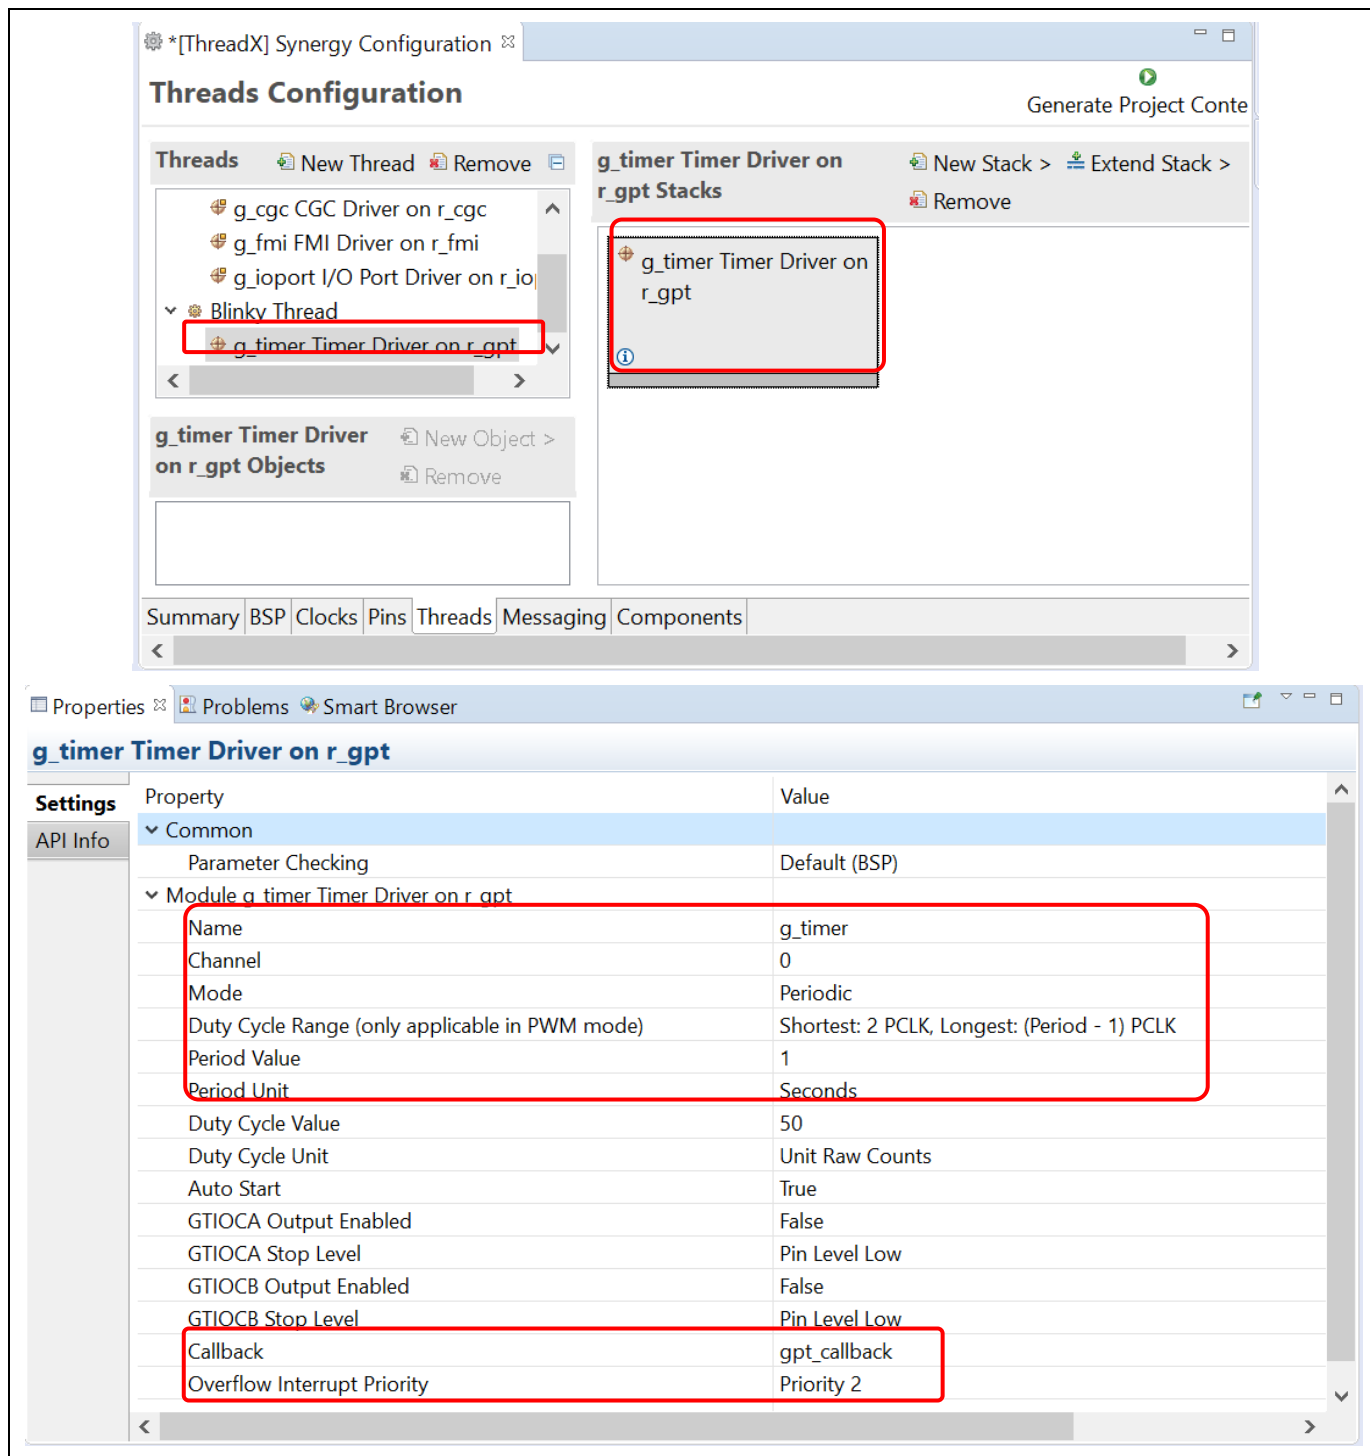 *[ThreadX] Synergy Configuration
Threads Configuration
Generate Project Conte
Threads New Thread Remove
g_cgc CGC Driver on r_cgc
g_fmi FMI Driver on r_fmi
g_ioport I/O Port Driver on r_io
Blinky Thread
g_timer Timer Driver on r_gpt
g_timer Timer Driver on r_gpt Objects
New Object >
Remove
g_timer Timer Driver on
r_gpt Stacks
New Stack > Extend Stack >
Remove
g_timer Timer Driver on
r_gpt
Summary BSP Clocks Pins Threads Messaging Components
Properties Problems Smart Browser
g_timer Timer Driver on r_gpt
Settings
API Info
Property Value
Common
Parameter Checking Default (BSP)
Module g_timer Timer Driver on r_gpt
Name g_timer
Channel 0
Mode Periodic
Duty Cycle Range (only applicable in PWM mode) Shortest: 2 PCLK, Longest: (Period - 1) PCLK
Period Value 1
Period Unit Seconds
Duty Cycle Value 50
Duty Cycle Unit Unit Raw Counts
Auto Start True
GTIOCA Output Enabled False
GTIOCA Stop Level Pin Level Low
GTIOCB Output Enabled False
GTIOCB Stop Level Pin Level Low
Callback gpt_callback
Overflow Interrupt Priority Priority 2